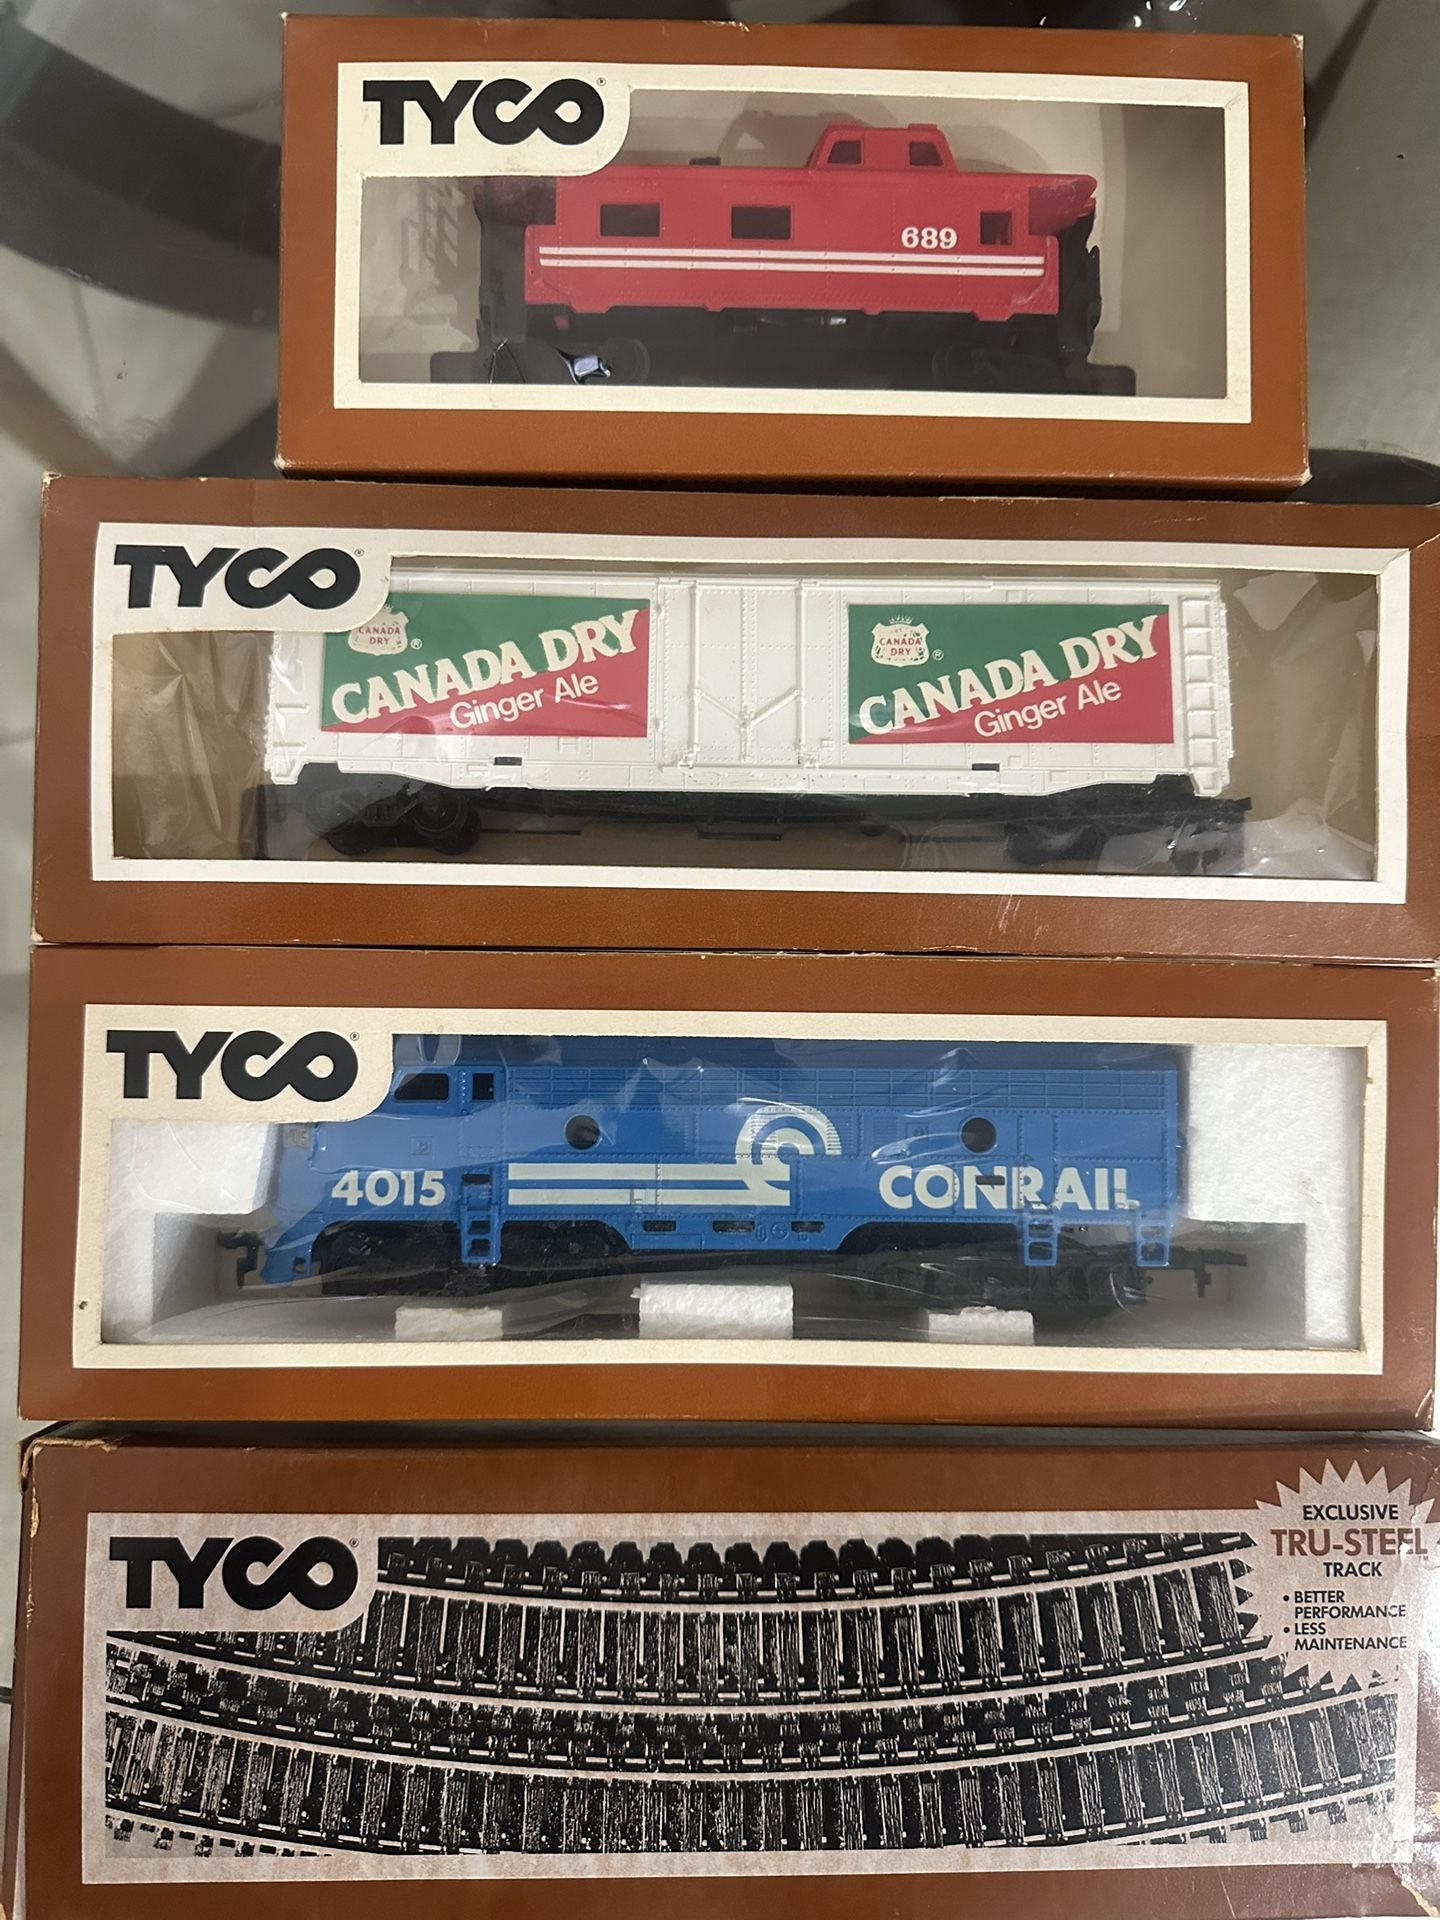 TYCO®
689
TYCO®
CANADA DRY ®
CANADA DRY
Ginger Ale
CANADA DRY ®
CANADA DRY
Ginger Ale
TYCO®
4015
CONRAIL
TYCO®
EXCLUSIVE
TRU-STEEL
TRACK
• BETTER
PERFORMANCE
• LESS
MAINTENANCE